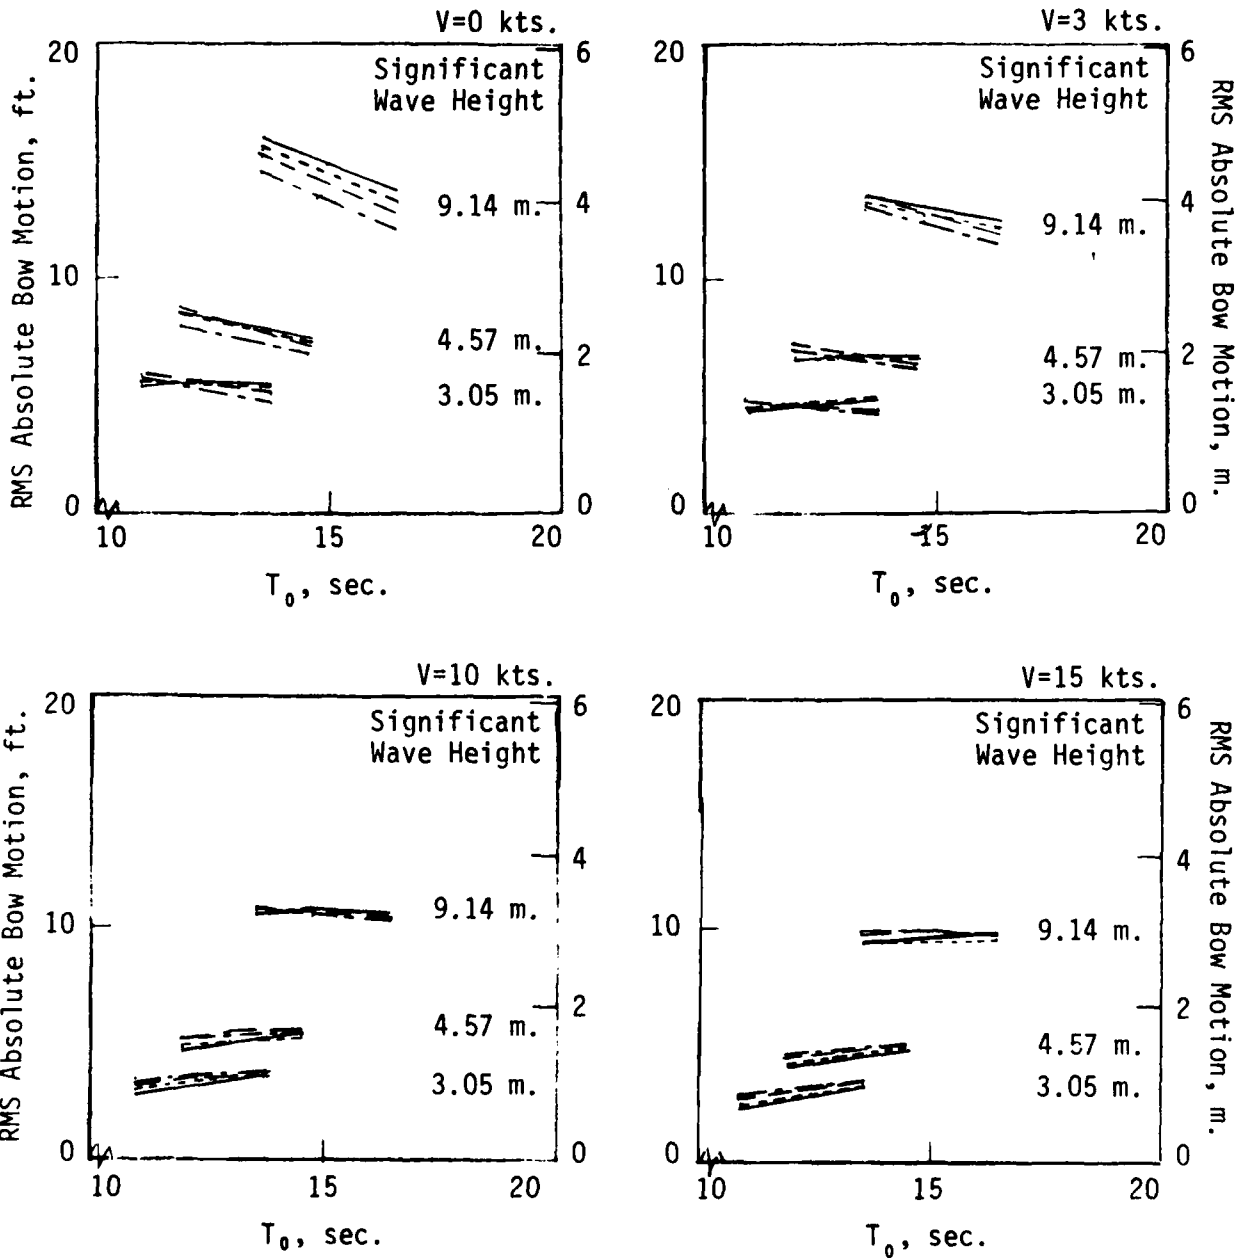 V=0 kts.
20
6
Significant
Wave Height
RMS Absolute Bow Motion, ft.
9.14 m.
4
10
4.57 m.
2
3.05 m.
0
0
10
15
20
T₀, sec.
V=3 kts.
20
6
Significant
Wave Height
RMS Absolute Bow Motion, m.
4
9.14 m.
10
4.57 m.
2
3.05 m.
0
0
10
15
20
T₀, sec.
V=10 kts.
20
6
Significant
Wave Height
RMS Absolute Bow Motion, ft.
4
9.14 m.
10
2
4.57 m.
3.05 m.
0
0
10
15
20
T₀, sec.
V=15 kts.
20
6
Significant
Wave Height
RMS Absolute Bow Motion, m.
4
9.14 m.
10
2
4.57 m.
3.05 m.
0
0
10
15
20
T₀, sec.